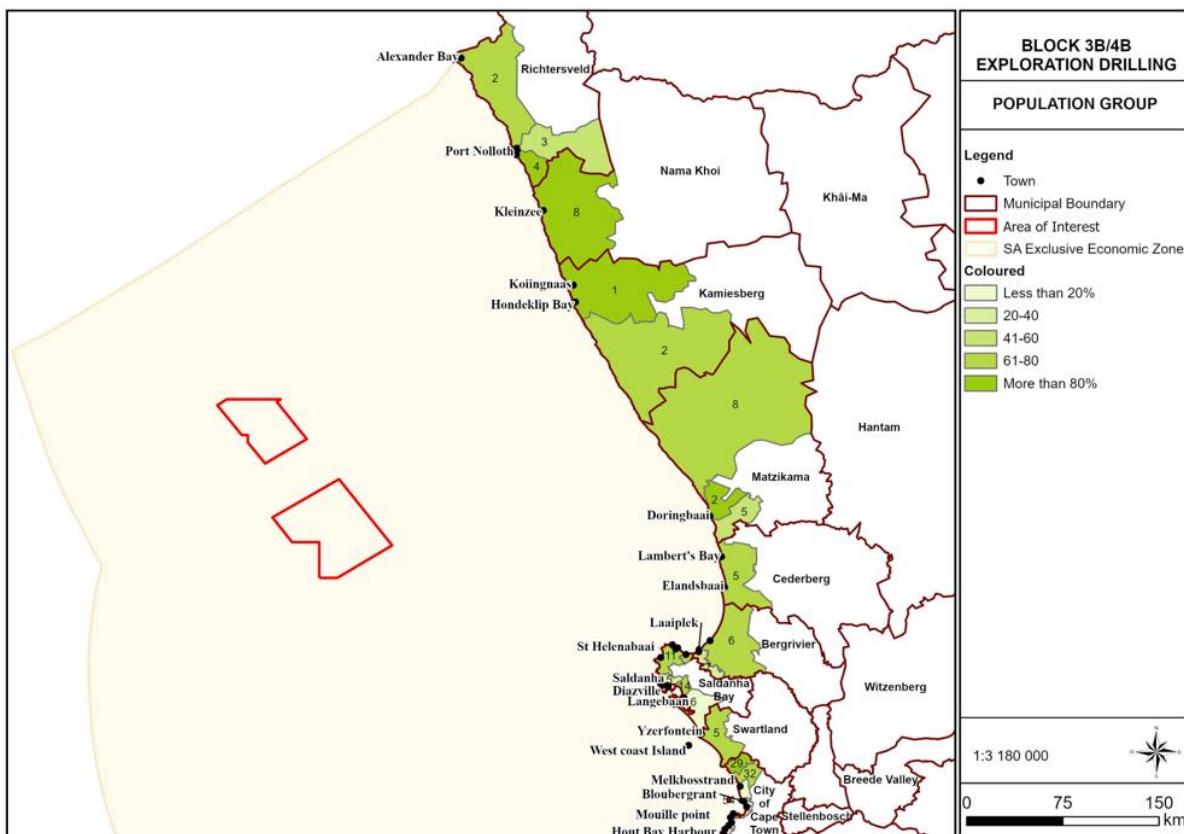 BLOCK 3B/4B
EXPLORATION DRILLING
POPULATION GROUP
Legend
Town
Municipal Boundary
Area of Interest
SA Exclusive Economic Zone
Coloured
Less than 20%
20-40
41-60
61-80
More than 80%
1:3 180 000
0 75 150
km
Alexander Bay
Richtersveld
2
3
Port Nolloth
4
Nama Khoi
Khâi-Ma
Kleinzee
8
Koiingnaas
1
Kamiesberg
Hondeklip Bay
2
8
Hantam
Matzikama
2
5
Doringbaai
Lambert's Bay
5
Cederberg
Elandsbaai
Laaiplek
6
Bergrivier
St Helenabaai
11
Saldanha
Saldanha
Bay
Witzenberg
Diazville
Langebaan
6
Yzerfontein
5
Swartland
West coast Island
29
32
Melkbosstrand
Breede Valley
Bloubergrant
City
of
Cape
Town
Stellenbosch
Mouille point
Hout Bay Harbour